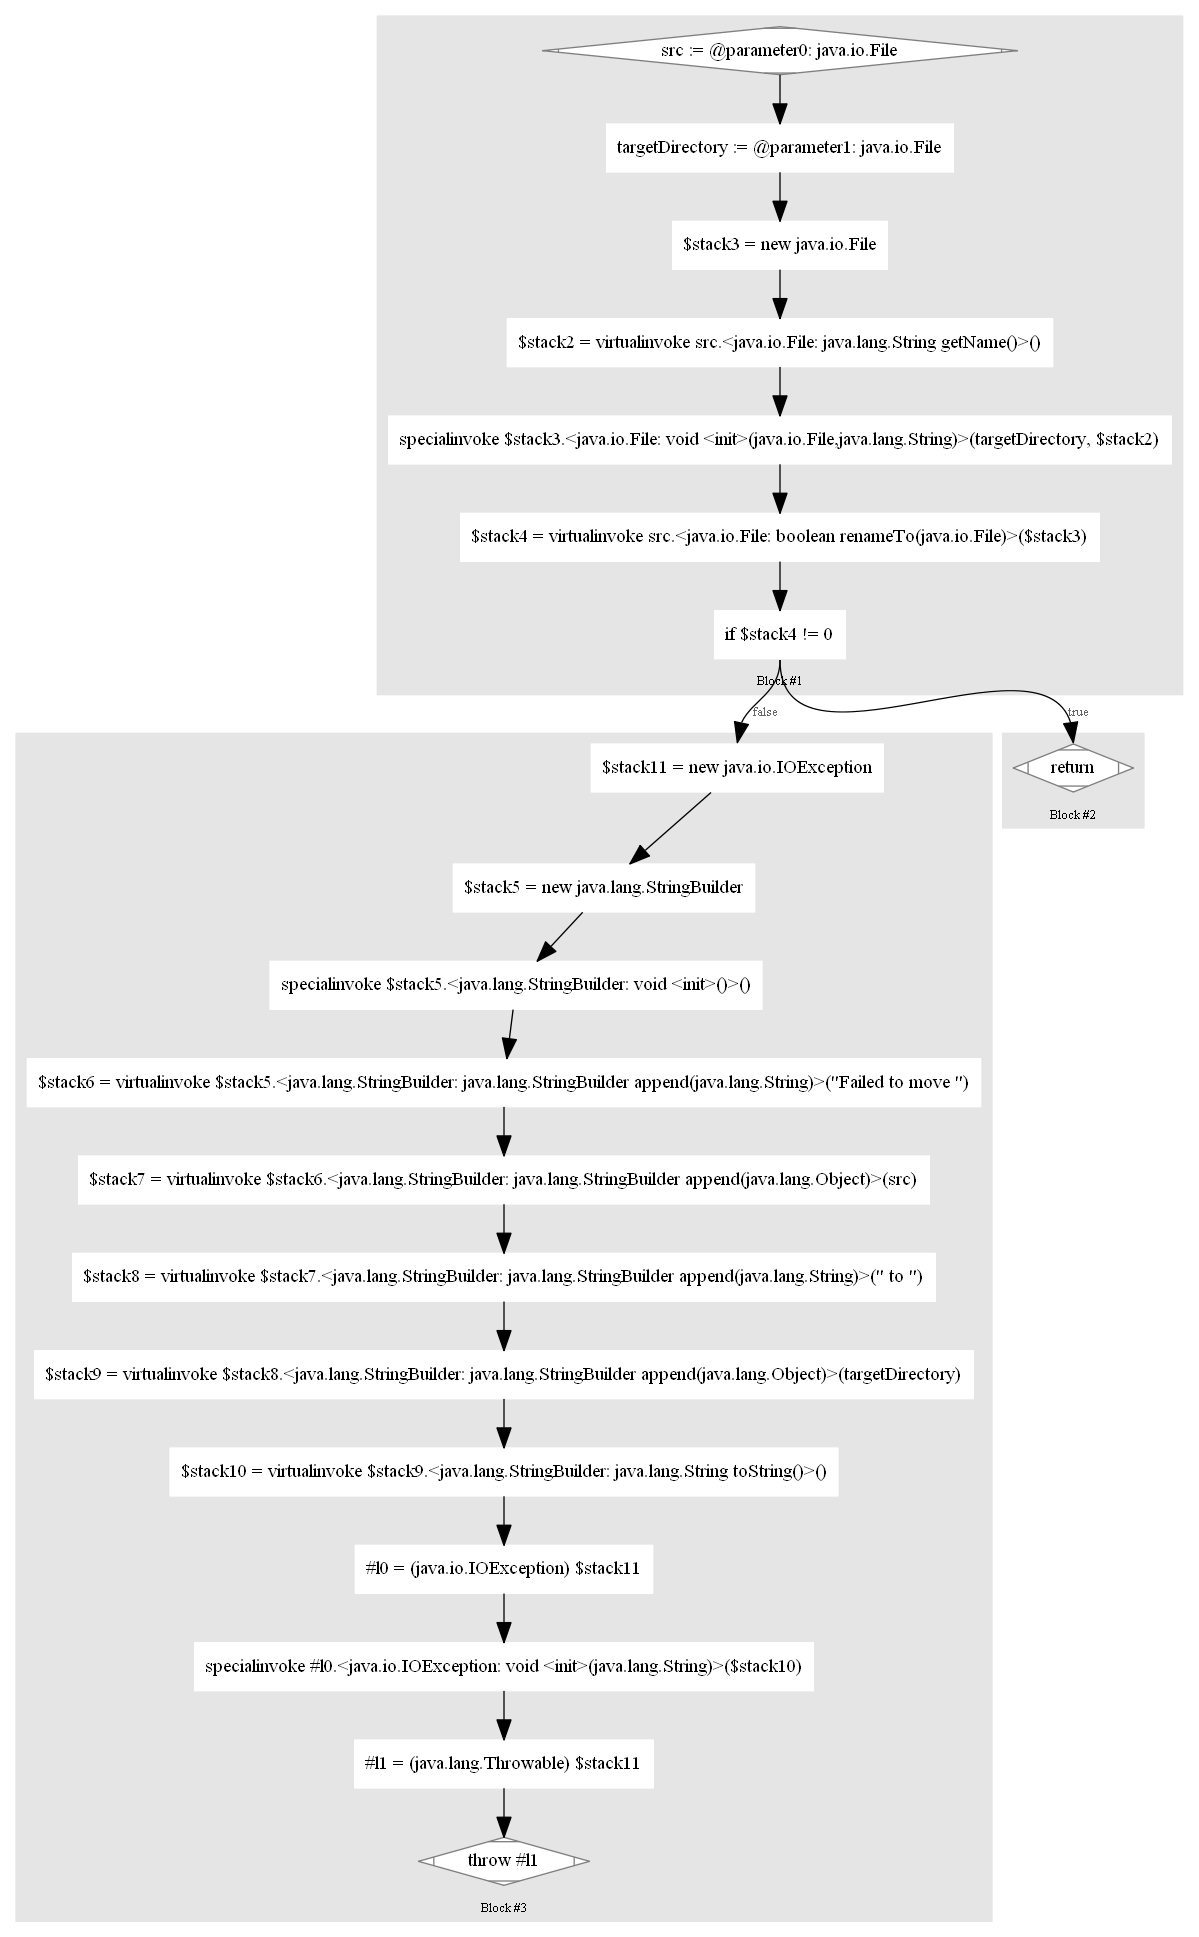 src := @parameter0: java.io.File
targetDirectory := @parameter1: java.io.File
$stack3 = new java.io.File
$stack2 = virtualinvoke src.<java.io.File: java.lang.String getName()>()
specialinvoke $stack3.<java.io.File: void <init>(java.io.File,java.lang.String)>(targetDirectory, $stack2)
$stack4 = virtualinvoke src.<java.io.File: boolean renameTo(java.io.File)>($stack3)
if $stack4 != 0
Block #1
false
true
$stack11 = new java.io.IOException
return
Block #2
$stack5 = new java.lang.StringBuilder
specialinvoke $stack5.<java.lang.StringBuilder: void <init>()>()
$stack6 = virtualinvoke $stack5.<java.lang.StringBuilder: java.lang.StringBuilder append(java.lang.String)>("Failed to move ")
$stack7 = virtualinvoke $stack6.<java.lang.StringBuilder: java.lang.StringBuilder append(java.lang.Object)>(src)
$stack8 = virtualinvoke $stack7.<java.lang.StringBuilder: java.lang.StringBuilder append(java.lang.String)>(" to ")
$stack9 = virtualinvoke $stack8.<java.lang.StringBuilder: java.lang.StringBuilder append(java.lang.Object)>(targetDirectory)
$stack10 = virtualinvoke $stack9.<java.lang.StringBuilder: java.lang.String toString()>()
#l0 = (java.io.IOException) $stack11
specialinvoke #l0.<java.io.IOException: void <init>(java.lang.String)>($stack10)
#l1 = (java.lang.Throwable) $stack11
throw #l1
Block #3